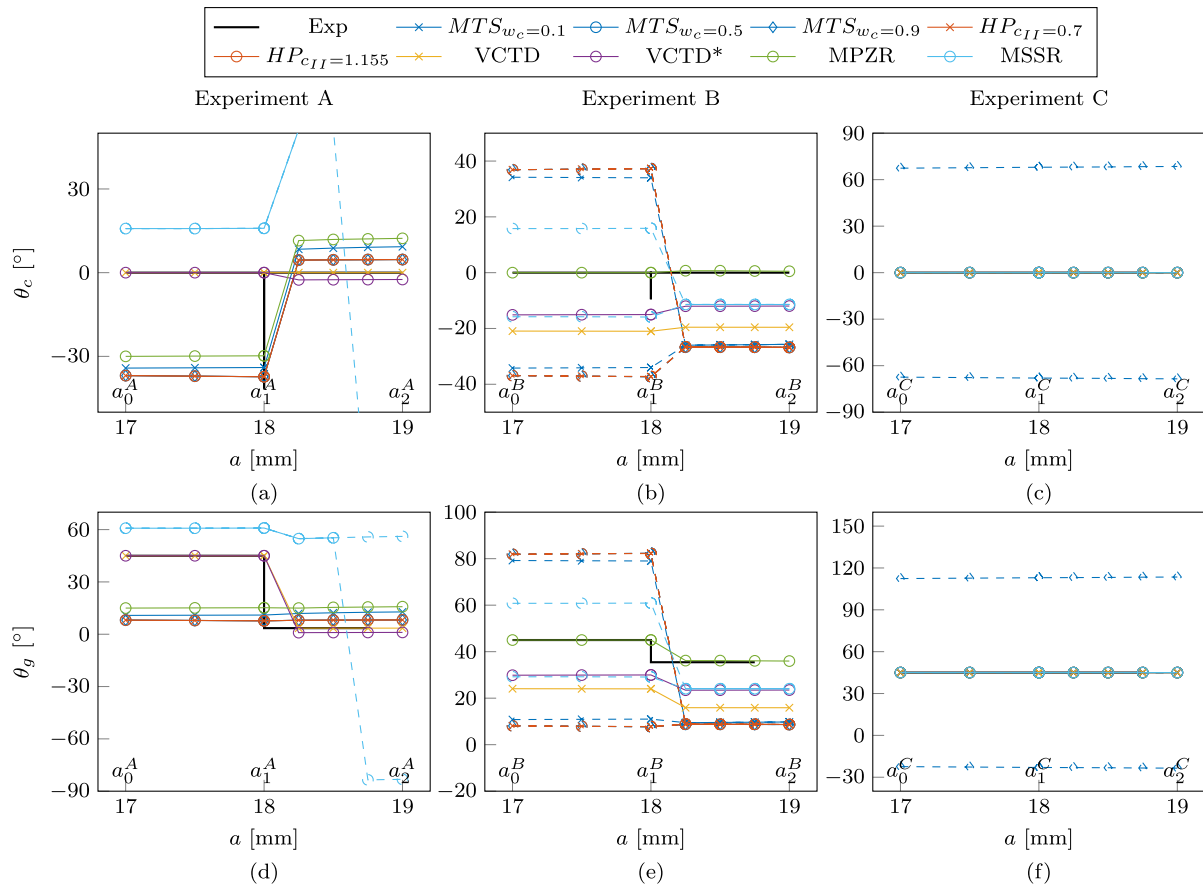 Exp MTS_{w_c=0.1} MTS_{w_c=0.5} MTS_{w_c=0.9} HP_{c_{II}=0.7}
HP_{c_{II}=1.155} VCTD VCTD* MPZR MSSR
Experiment A Experiment B Experiment C
θ_c [°]
30
0
−30
a_0^A a_1^A a_2^A
17 18 19
a [mm]
(a)
40
20
0
−20
−40
a_0^B a_1^B a_2^B
17 18 19
a [mm]
(b)
90
60
30
0
−30
−60
−90
a_0^C a_1^C a_2^C
17 18 19
a [mm]
(c)
θ_g [°]
60
30
0
−30
−60
−90
a_0^A a_1^A a_2^A
17 18 19
a [mm]
(d)
100
80
60
40
20
0
−20
a_0^B a_1^B a_2^B
17 18 19
a [mm]
(e)
150
120
90
60
30
0
−30
a_0^C a_1^C a_2^C
17 18 19
a [mm]
(f)